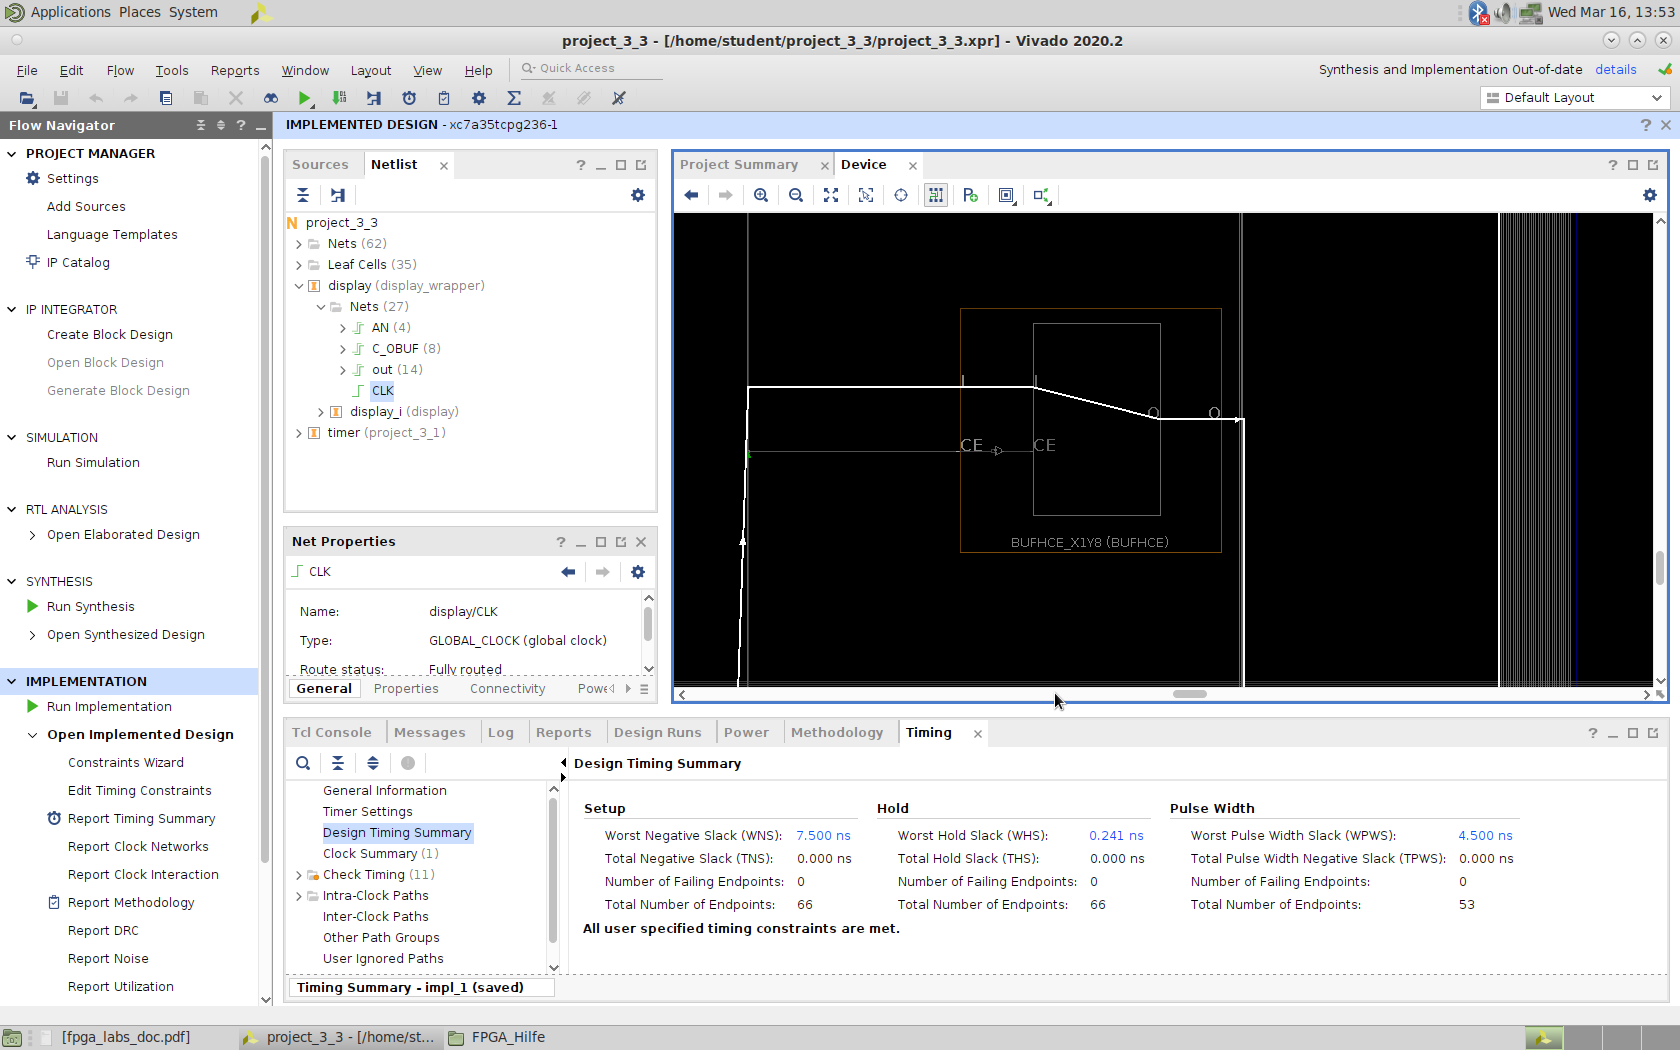 Applications Places System
Wed Mar 16, 13:53
project_3_3 - [/home/student/project_3_3/project_3_3.xpr] - Vivado 2020.2
File Edit Flow Tools Reports Window Layout View Help
Quick Access
Synthesis and Implementation Out-of-date details
Default Layout
Flow Navigator
IMPLEMENTED DESIGN - xc7a35tcpg236-1
PROJECT MANAGER
Settings
Add Sources
Language Templates
IP Catalog
IP INTEGRATOR
Create Block Design
Open Block Design
Generate Block Design
SIMULATION
Run Simulation
RTL ANALYSIS
Open Elaborated Design
SYNTHESIS
Run Synthesis
Open Synthesized Design
IMPLEMENTATION
Run Implementation
Open Implemented Design
Constraints Wizard
Edit Timing Constraints
Report Timing Summary
Report Clock Networks
Report Clock Interaction
Report Methodology
Report DRC
Report Noise
Report Utilization
Sources Netlist
N project_3_3
Nets (62)
Leaf Cells (35)
display (display_wrapper)
Nets (27)
AN (4)
C_OBUF (8)
out (14)
CLK
display_i (display)
timer (project_3_1)
Net Properties
CLK
Name: display/CLK
Type: GLOBAL_CLOCK (global clock)
Route status: Fully routed
General Properties Connectivity Powe
Project Summary Device
I I
O O
CE CE
BUFHCE_X1Y8 (BUFHCE)
Tcl Console Messages Log Reports Design Runs Power Methodology Timing
General Information
Timer Settings
Design Timing Summary
Clock Summary (1)
Check Timing (11)
Intra-Clock Paths
Inter-Clock Paths
Other Path Groups
User Ignored Paths
Timing Summary - impl_1 (saved)
Design Timing Summary
Setup Hold Pulse Width
Worst Negative Slack (WNS): 7.500 ns Worst Hold Slack (WHS): 0.241 ns Worst Pulse Width Slack (WPWS): 4.500 ns
Total Negative Slack (TNS): 0.000 ns Total Hold Slack (THS): 0.000 ns Total Pulse Width Negative Slack (TPWS): 0.000 ns
Number of Failing Endpoints: 0 Number of Failing Endpoints: 0 Number of Failing Endpoints: 0
Total Number of Endpoints: 66 Total Number of Endpoints: 66 Total Number of Endpoints: 53
All user specified timing constraints are met.
[fpga_labs_doc.pdf] project_3_3 - [/home/st... FPGA_Hilfe